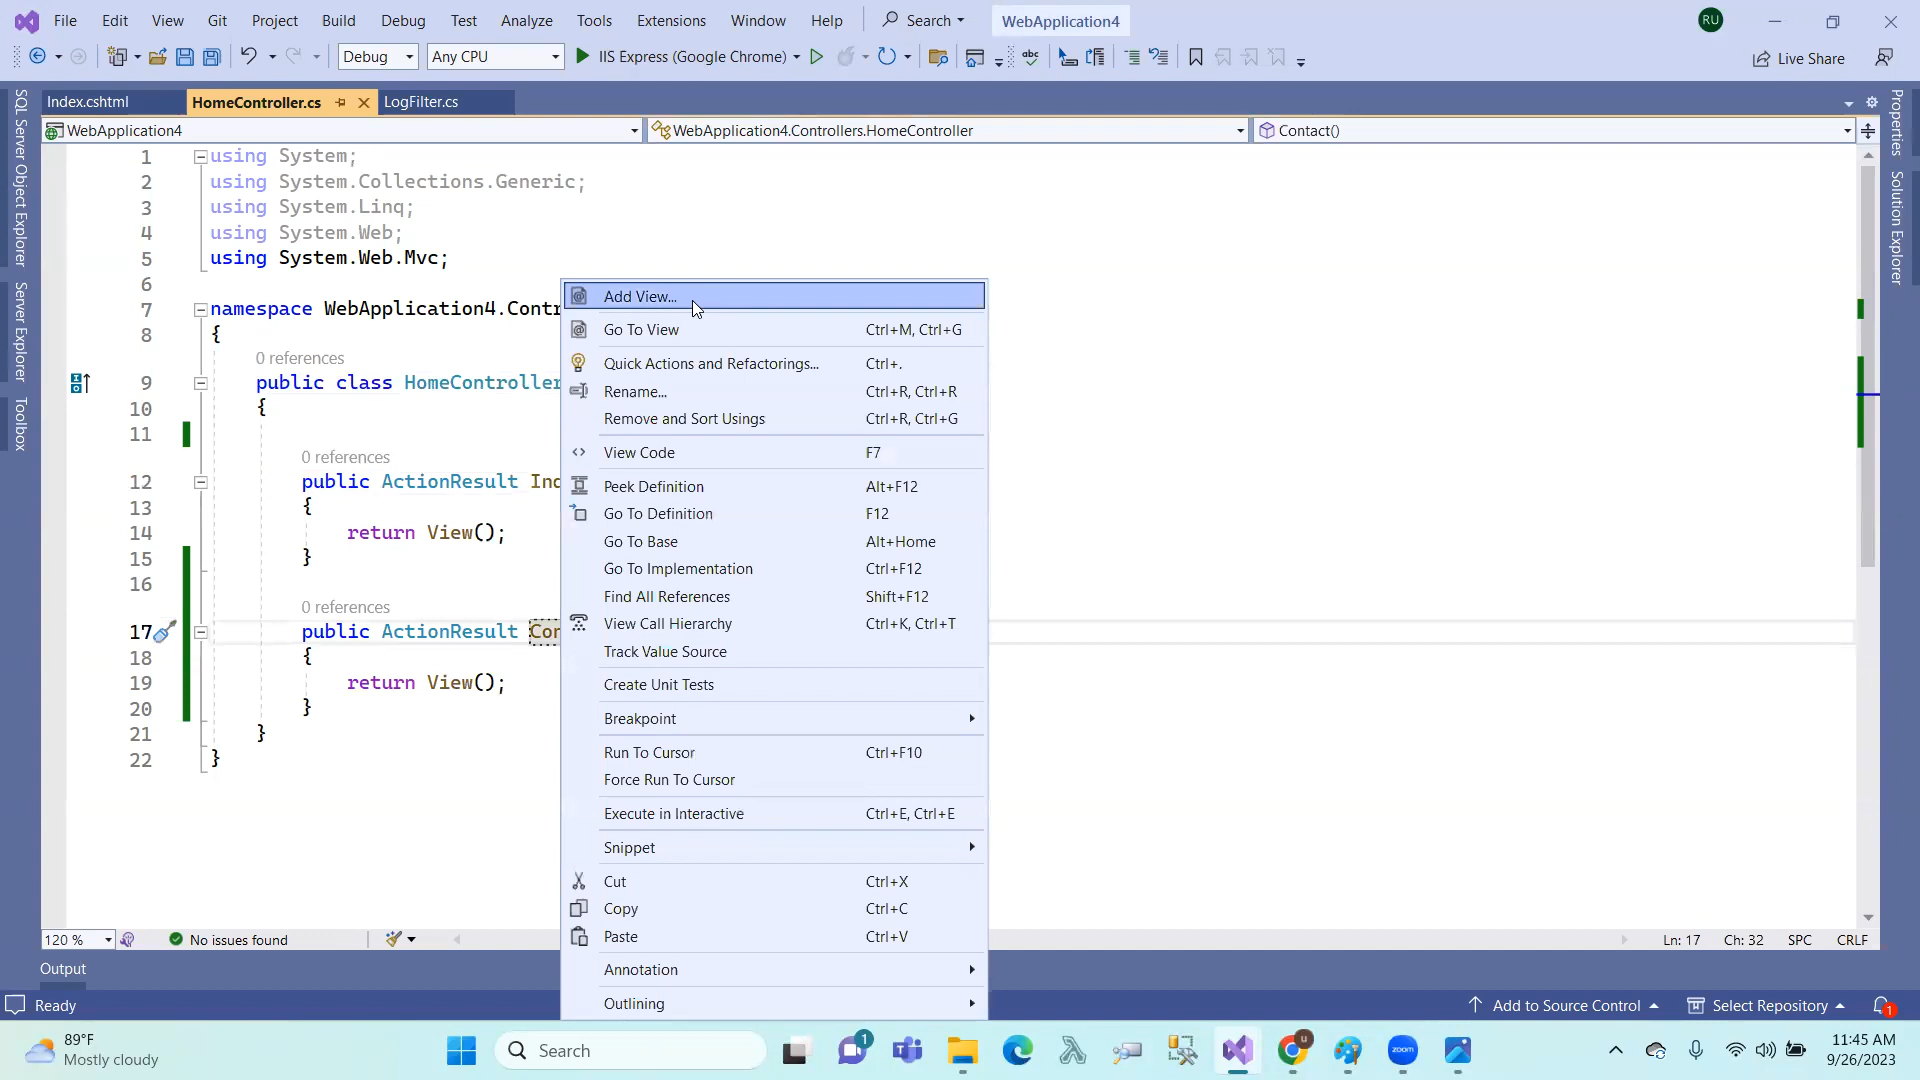 File Edit View Git Project Build Debug Test Analyze Tools Extensions Window Help Search WebApplication4 RU
Debug Any CPU IIS Express (Google Chrome) Live Share
Index.cshtml HomeController.cs LogFilter.cs
WebApplication4 WebApplication4.Controllers.HomeController Contact()
SQL Server Object Explorer
Server Explorer
Toolbox
Properties
Solution Explorer
1 using System;
2 using System.Collections.Generic;
3 using System.Linq;
4 using System.Web;
5 using System.Web.Mvc;
6
7 namespace WebApplication4.Contr
8 {
0 references
9 public class HomeController
10 {
11
0 references
12 public ActionResult Ind
13 {
14 return View();
15 }
16
0 references
17 public ActionResult Con
18 {
19 return View();
20 }
21 }
22 }
Add View...
Go To View Ctrl+M, Ctrl+G
Quick Actions and Refactorings... Ctrl+.
Rename... Ctrl+R, Ctrl+R
Remove and Sort Usings Ctrl+R, Ctrl+G
View Code F7
Peek Definition Alt+F12
Go To Definition F12
Go To Base Alt+Home
Go To Implementation Ctrl+F12
Find All References Shift+F12
View Call Hierarchy Ctrl+K, Ctrl+T
Track Value Source
Create Unit Tests
Breakpoint
Run To Cursor Ctrl+F10
Force Run To Cursor
Execute in Interactive Ctrl+E, Ctrl+E
Snippet
Cut Ctrl+X
Copy Ctrl+C
Paste Ctrl+V
Annotation
Outlining
120 % No issues found Ln: 17 Ch: 32 SPC CRLF
Output
Ready Add to Source Control Select Repository 1
89°F
Mostly cloudy
Search
1
zoom
11:45 AM
9/26/2023